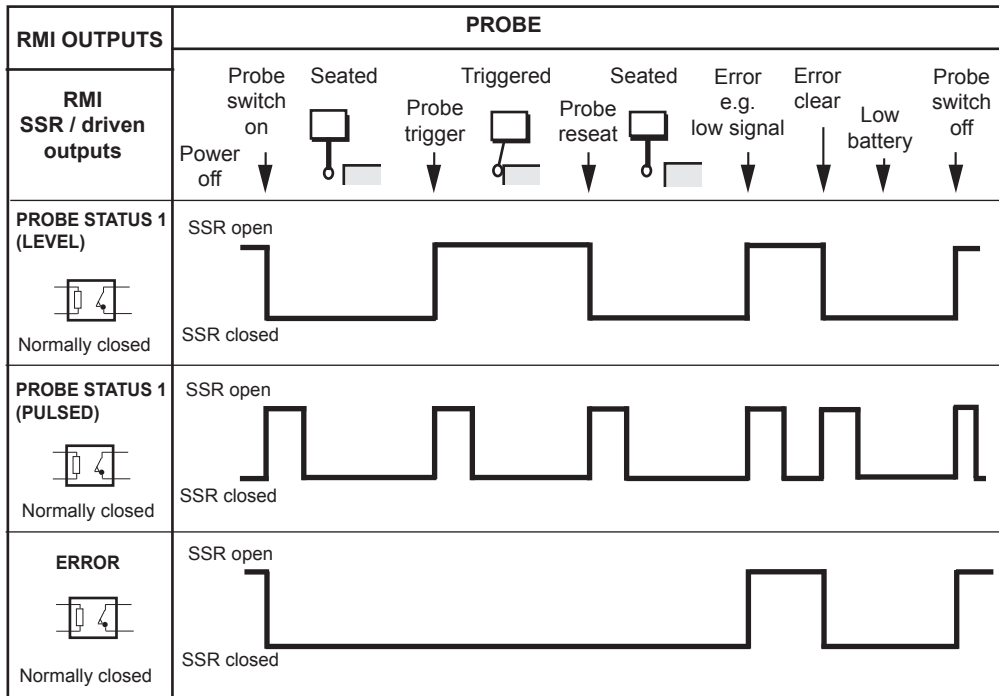 RMI OUTPUTS
PROBE
RMI
SSR / driven
outputs
Power
off
Probe
switch
on
Seated
Probe
trigger
Triggered
Probe
reseat
Seated
Error
e.g.
low signal
Error
clear
Low
battery
Probe
switch
off
PROBE STATUS 1
(LEVEL)
Normally closed
SSR open
SSR closed
PROBE STATUS 1
(PULSED)
Normally closed
SSR open
SSR closed
ERROR
Normally closed
SSR open
SSR closed